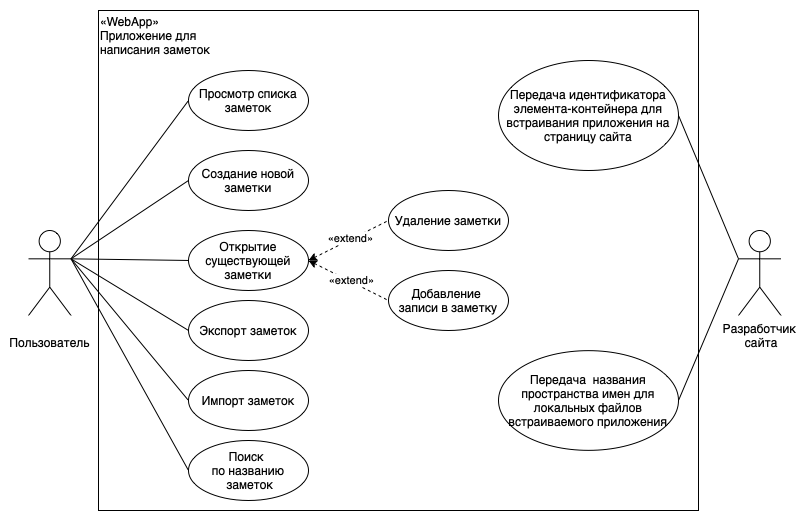 «WebApp»
Приложение для
написания заметок
Просмотр списка
заметок
Создание новой
заметки
Открытие
существующей
заметки
Экспорт заметок
Импорт заметок
Поиск
по названию
заметок
«extend»
«extend»
Удаление заметки
Добавление
записи в заметку
Передача идентификатора
элемента-контейнера для
встраивания приложения на
страницу сайта
Передача названия
пространства имен для
локальных файлов
встраиваемого приложения
Пользователь
Разработчик
сайта